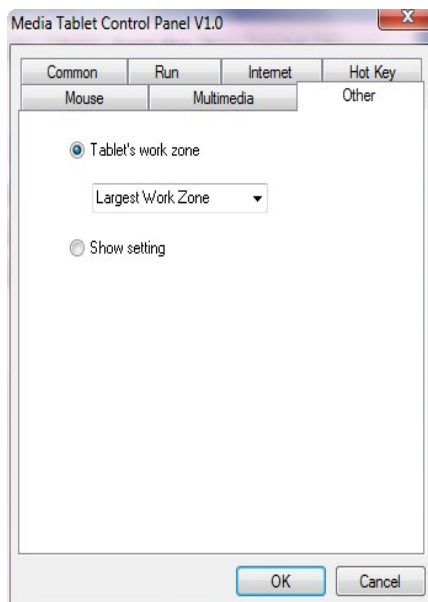 Media Tablet Control Panel V1.0
x
Common Run Internet Hot Key
Mouse Multimedia Other
Tablet's work zone
Largest Work Zone
Show setting
OK Cancel